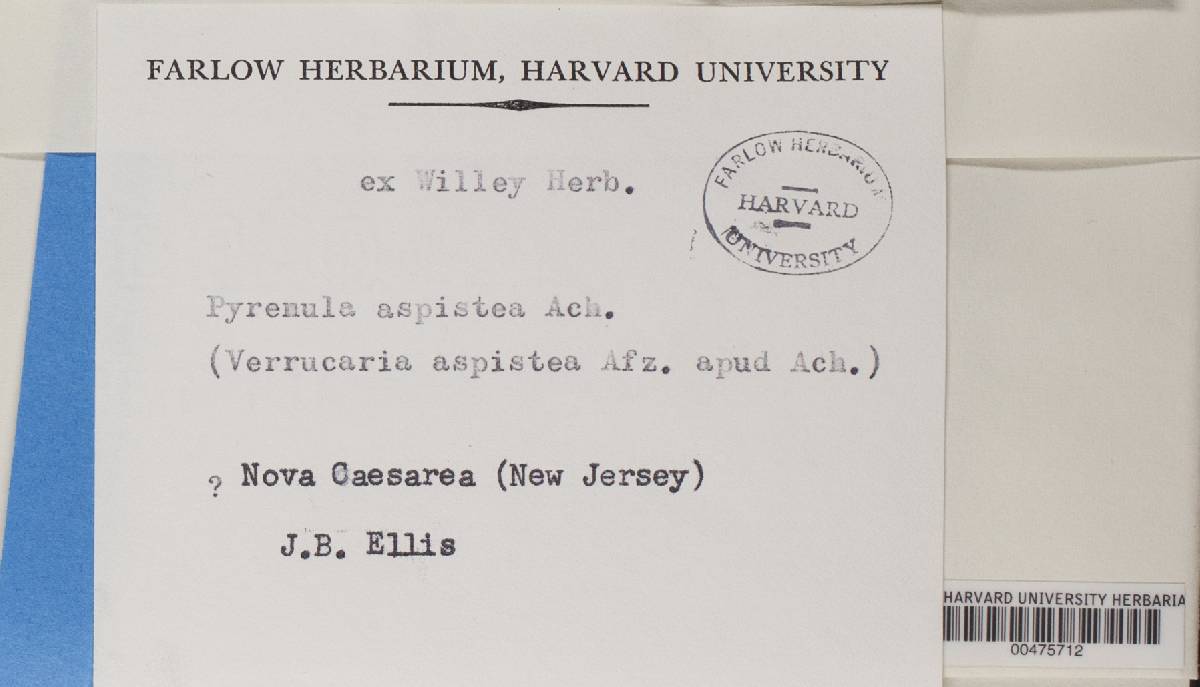 FARLOW HERBARIUM, HARVARD UNIVERSITY
ex Willey Herb.
FARLOW HERBARIUM
HARVARD
UNIVERSITY
Pyrenula aspistea Ach.
(Verrucaria aspistea Afz. apud Ach.)
? Nova Caesarea (New Jersey)
J.B. Ellis
HARVARD UNIVERSITY HERBARIA
00475712